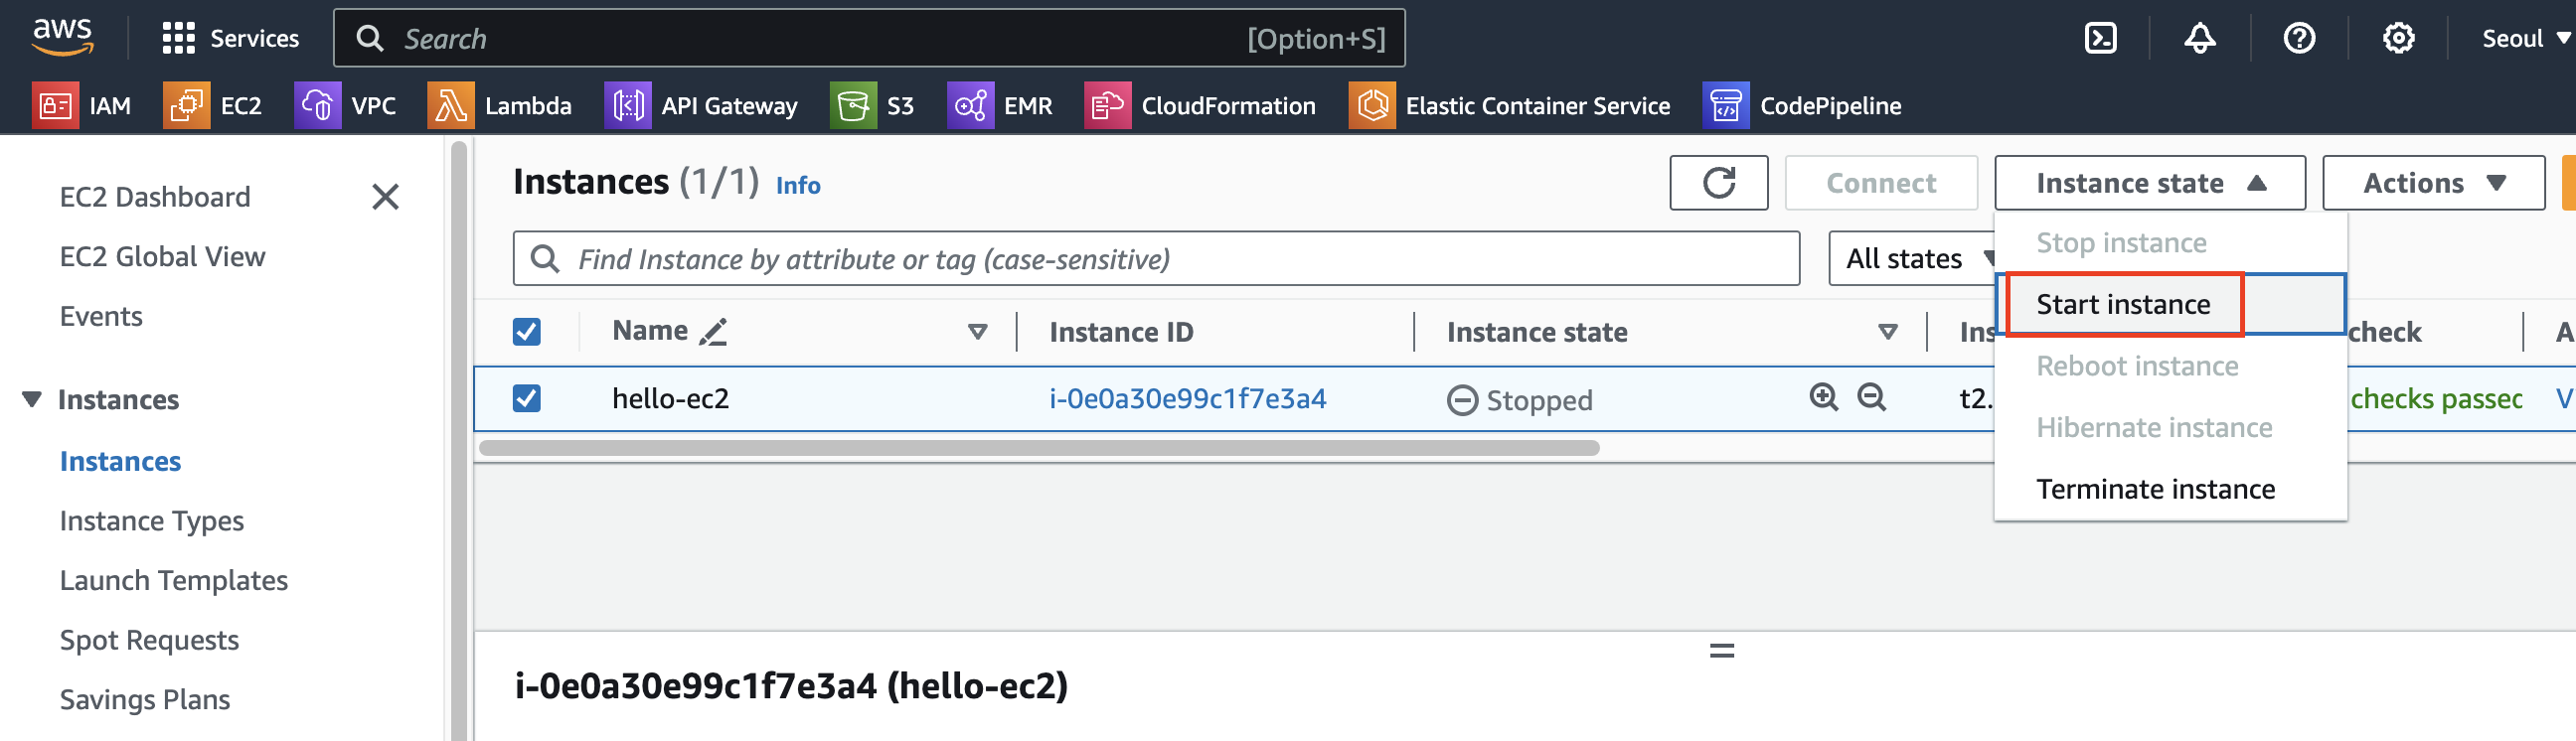 aws
Services
Search
[Option+S]
Seoul
IAM
EC2
VPC
Lambda
API Gateway
S3
EMR
CloudFormation
Elastic Container Service
CodePipeline
EC2 Dashboard
EC2 Global View
Events
Instances
Instances
Instance Types
Launch Templates
Spot Requests
Savings Plans
Instances (1/1) Info
Connect
Instance state
Actions
Find Instance by attribute or tag (case-sensitive)
All states
Stop instance
Start instance
Reboot instance
Hibernate instance
Terminate instance
Name
Instance ID
Instance state
Ins
check
A
hello-ec2
i-0e0a30e99c1f7e3a4
Stopped
t2.
checks passed
V
i-0e0a30e99c1f7e3a4 (hello-ec2)